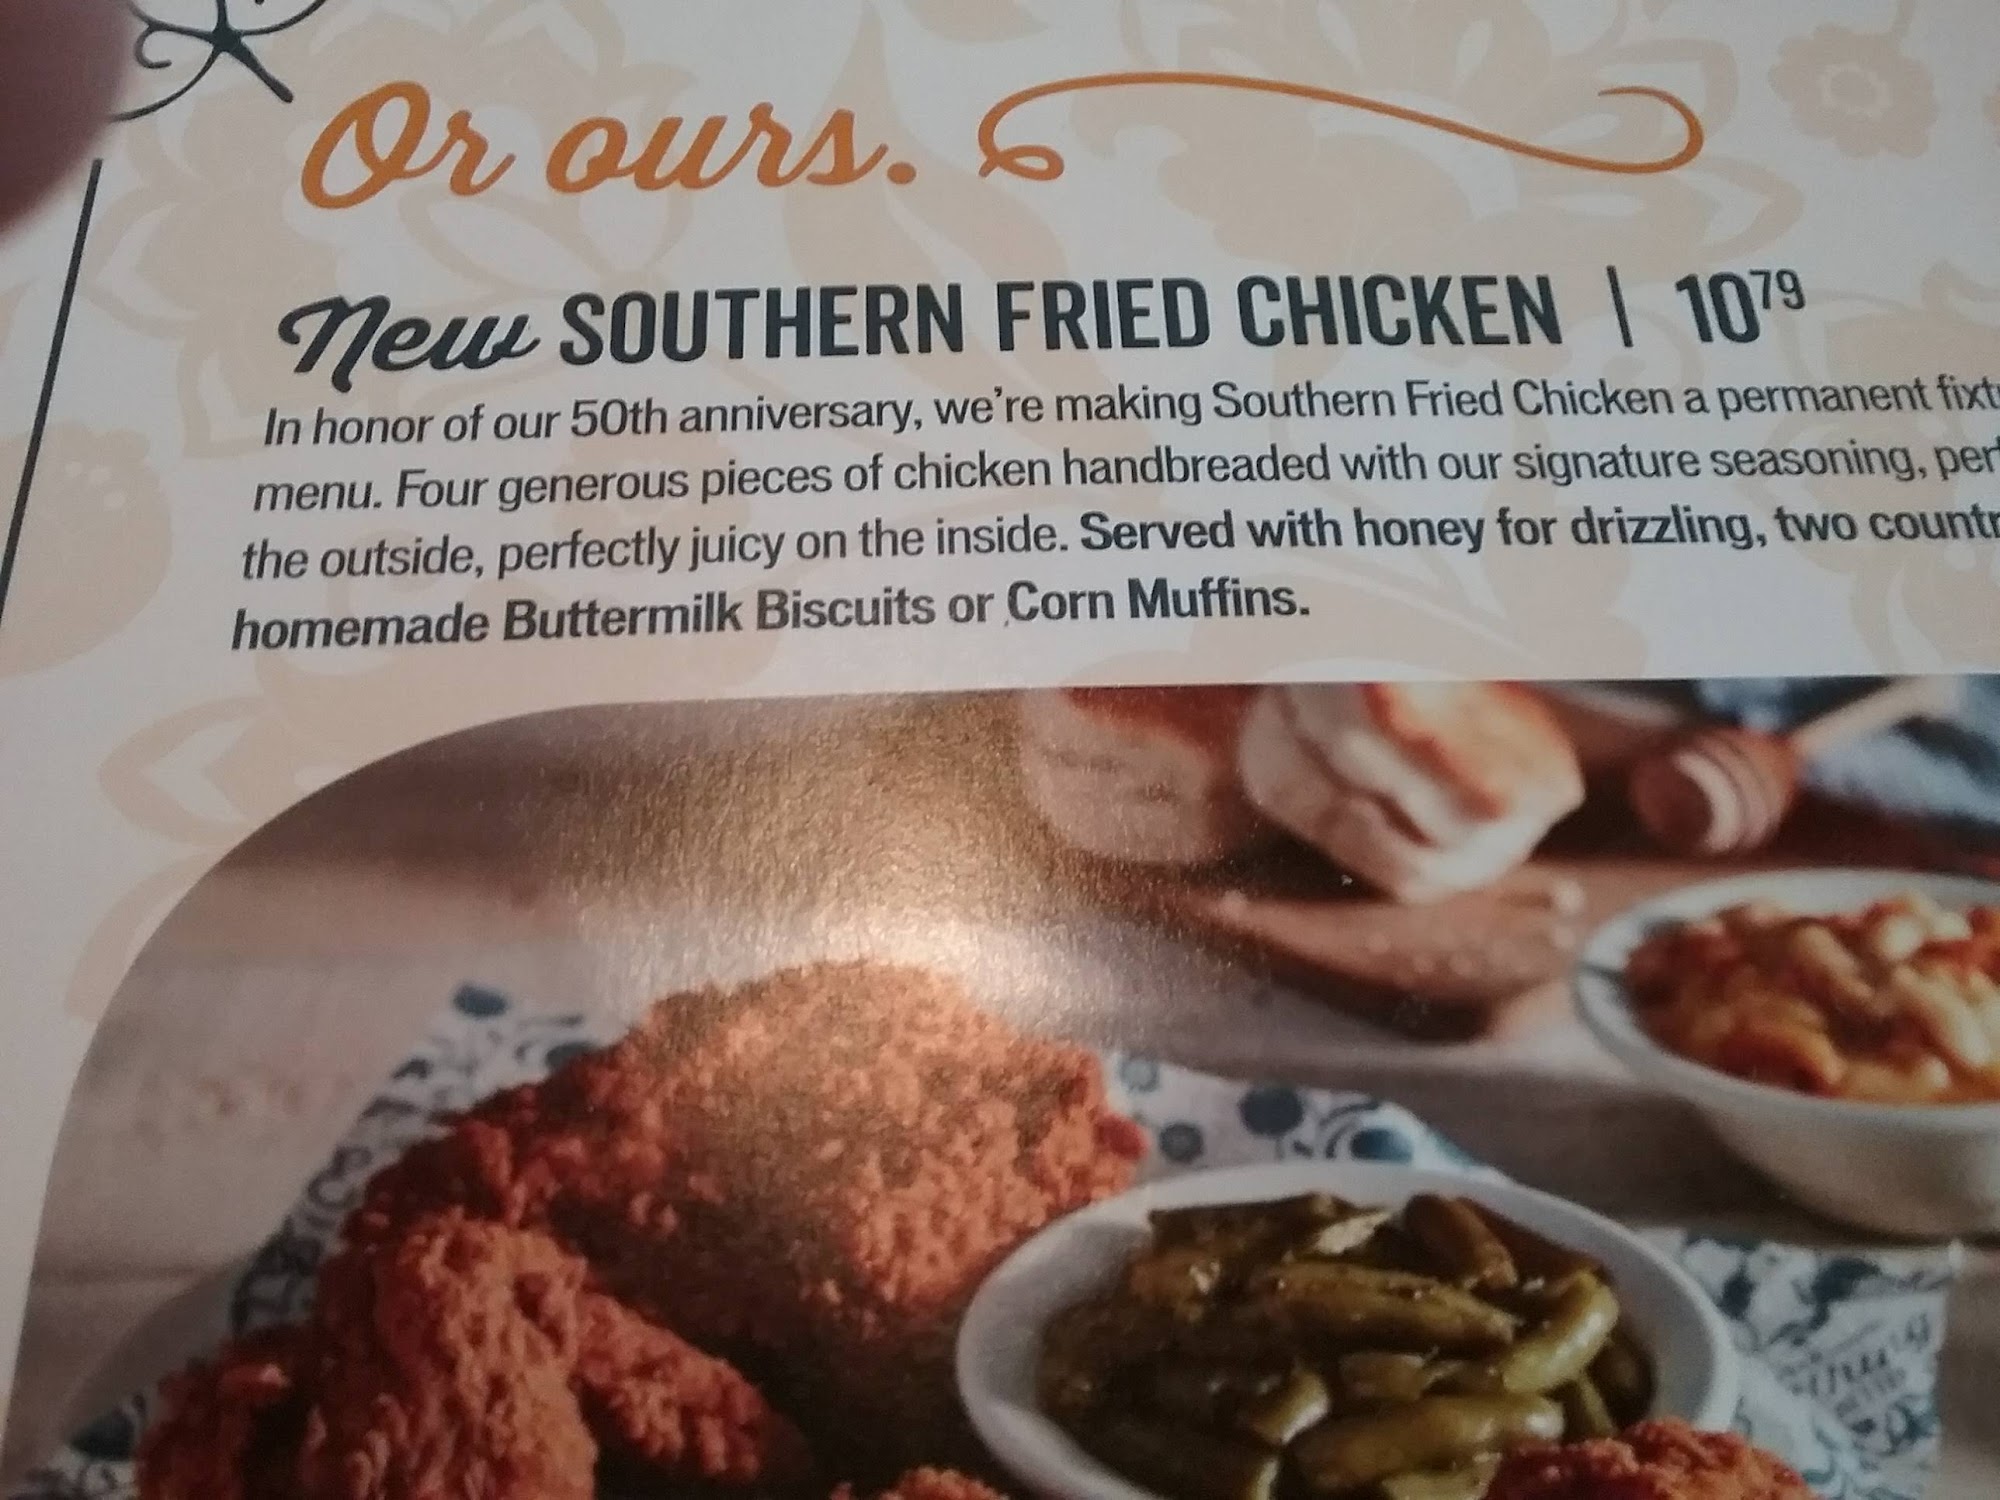 Or ours.
New SOUTHERN FRIED CHICKEN | 10 79
In honor of our 50th anniversary, we're making Southern Fried Chicken a permanent
menu. Four generous pieces of chicken handbreaded with our signature seasoning,
the outside, perfectly juicy on the inside. Served with honey for drizzling, two
homemade Buttermilk Biscuits or Corn Muffins.